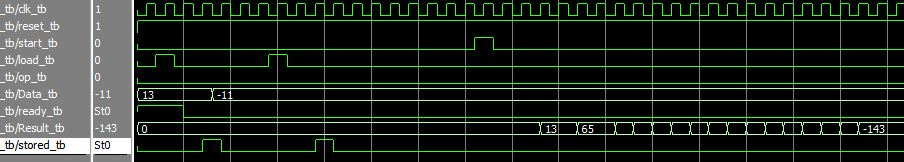 _tb/clk_tb 1
_tb/reset_tb 1
_tb/start_tb 0
_tb/load_tb 0
_tb/op_tb 0
_tb/Data_tb -11 13 -11
_tb/ready_tb St0
_tb/Result_tb -143 0 13 65 -143
_tb/stored_tb St0